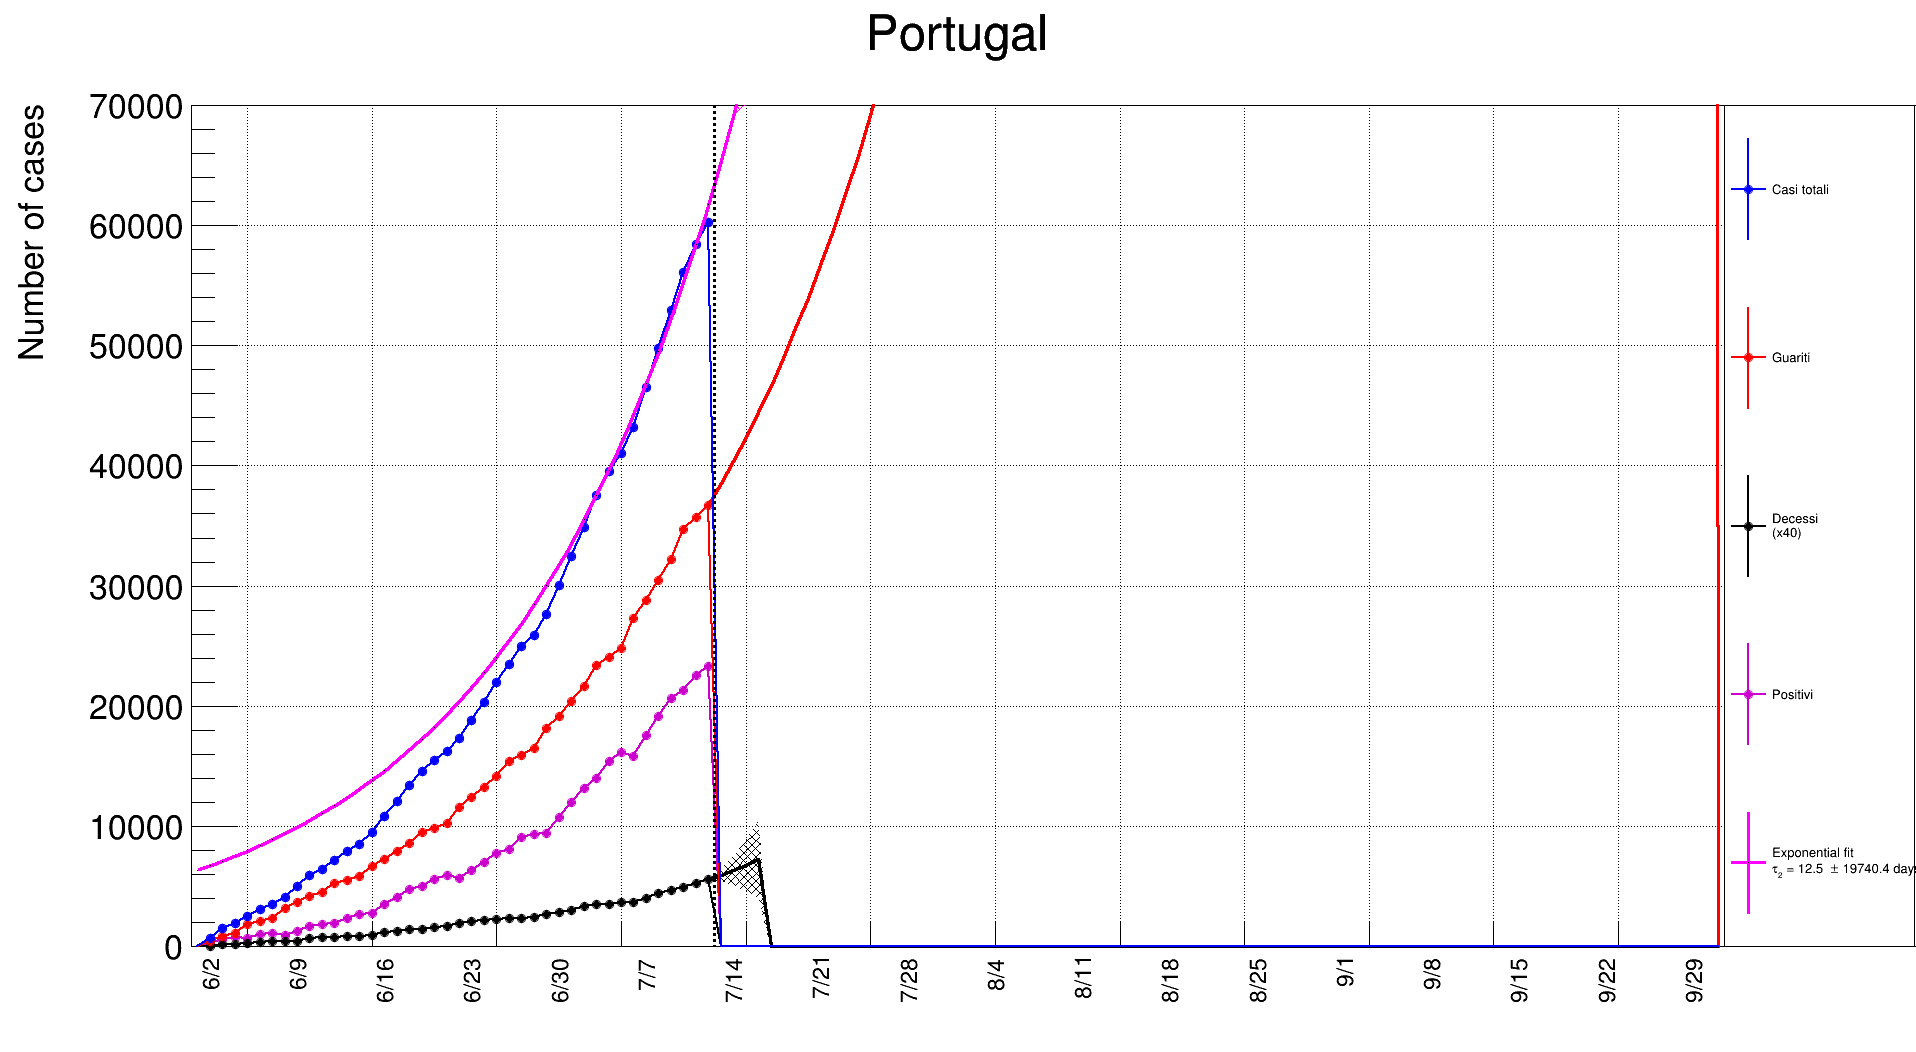 Portugal
Number of cases
70000
60000
50000
40000
30000
20000
10000
0
6/2
6/9
6/16
6/23
6/30
7/7
7/14
7/21
7/28
8/4
8/11
8/18
8/25
9/1
9/8
9/15
9/22
9/29
Casi totali
Guariti
Decessi
(x40)
Positivi
Exponential fit
τ2 = 12.5 ± 19740.4 days